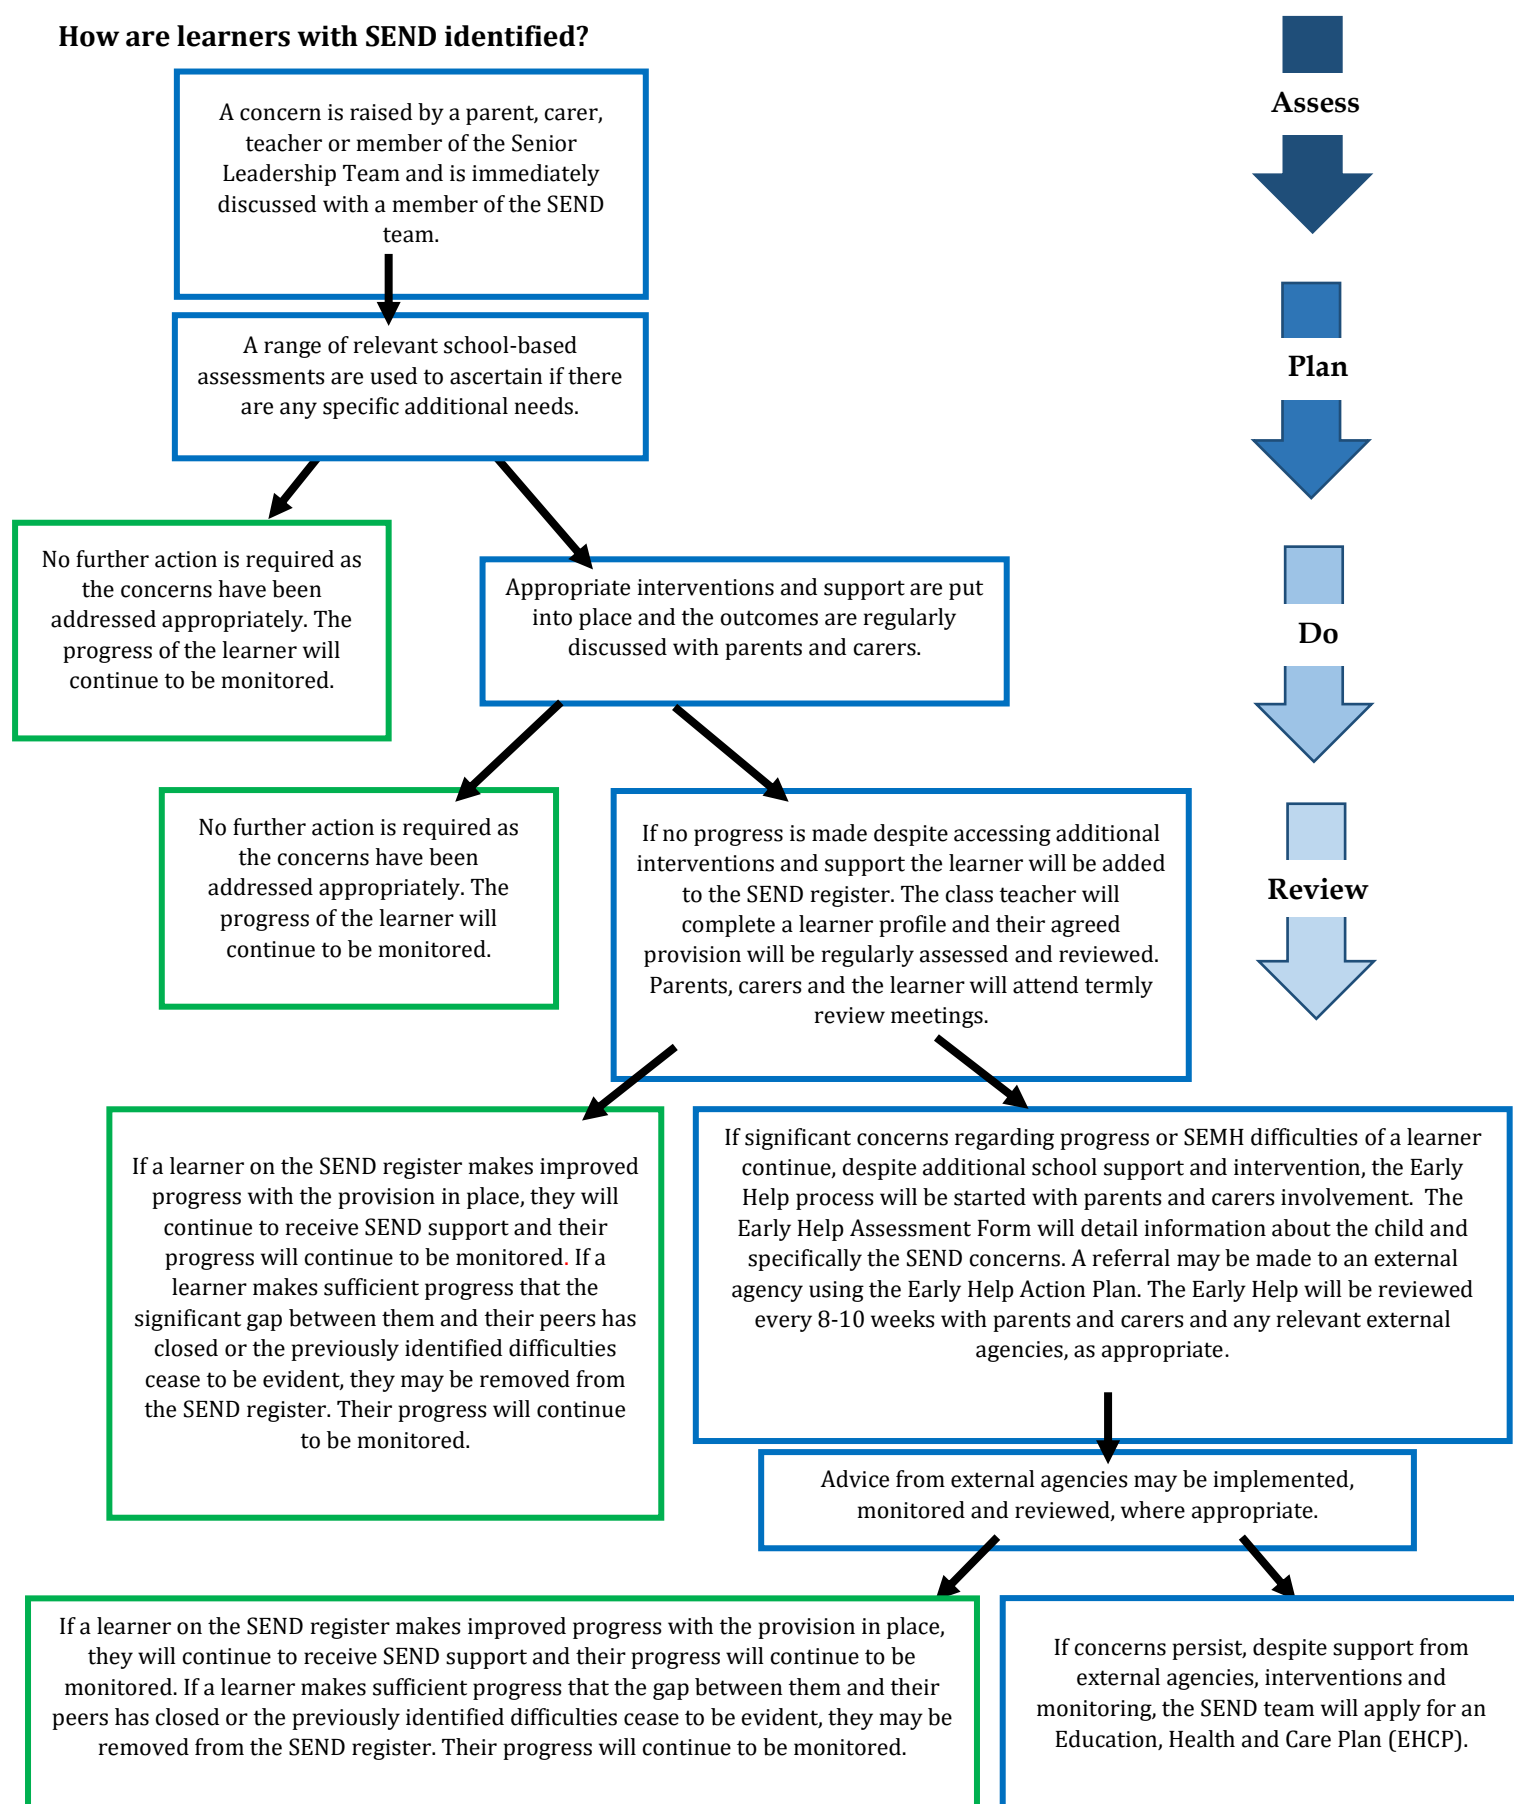 How are learners with SEND identified?
A concern is raised by a parent, carer,
teacher or member of the Senior
Leadership Team and is immediately
discussed with a member of the SEND
team.
A range of relevant school-based
assessments are used to ascertain if there
are any specific additional needs.
No further action is required as
the concerns have been
addressed appropriately. The
progress of the learner will
continue to be monitored.
Appropriate interventions and support are put
into place and the outcomes are regularly
discussed with parents and carers.
No further action is required as
the concerns have been
addressed appropriately. The
progress of the learner will
continue to be monitored.
If no progress is made despite accessing additional
interventions and support the learner will be added
to the SEND register. The class teacher will
complete a learner profile and their agreed
provision will be regularly assessed and reviewed.
Parents, carers and the learner will attend termly
review meetings.
If a learner on the SEND register makes improved
progress with the provision in place, they will
continue to receive SEND support and their
progress will continue to be monitored. If a
learner makes sufficient progress that the
significant gap between them and their peers has
closed or the previously identified difficulties
cease to be evident, they may be removed from
the SEND register. Their progress will continue
to be monitored.
If significant concerns regarding progress or SEMH difficulties of a learner
continue, despite additional school support and intervention, the Early
Help process will be started with parents and carers involvement. The
Early Help Assessment Form will detail information about the child and
specifically the SEND concerns. A referral may be made to an external
agency using the Early Help Action Plan. The Early Help will be reviewed
every 8-10 weeks with parents and carers and any relevant external
agencies, as appropriate.
Advice from external agencies may be implemented,
monitored and reviewed, where appropriate.
If a learner on the SEND register makes improved progress with the provision in place,
they will continue to receive SEND support and their progress will continue to be
monitored. If a learner makes sufficient progress that the gap between them and their
peers has closed or the previously identified difficulties cease to be evident, they may be
removed from the SEND register. Their progress will continue to be monitored.
If concerns persist, despite support from
external agencies, interventions and
monitoring, the SEND team will apply for an
Education, Health and Care Plan (EHCP).
Assess
Plan
Do
Review